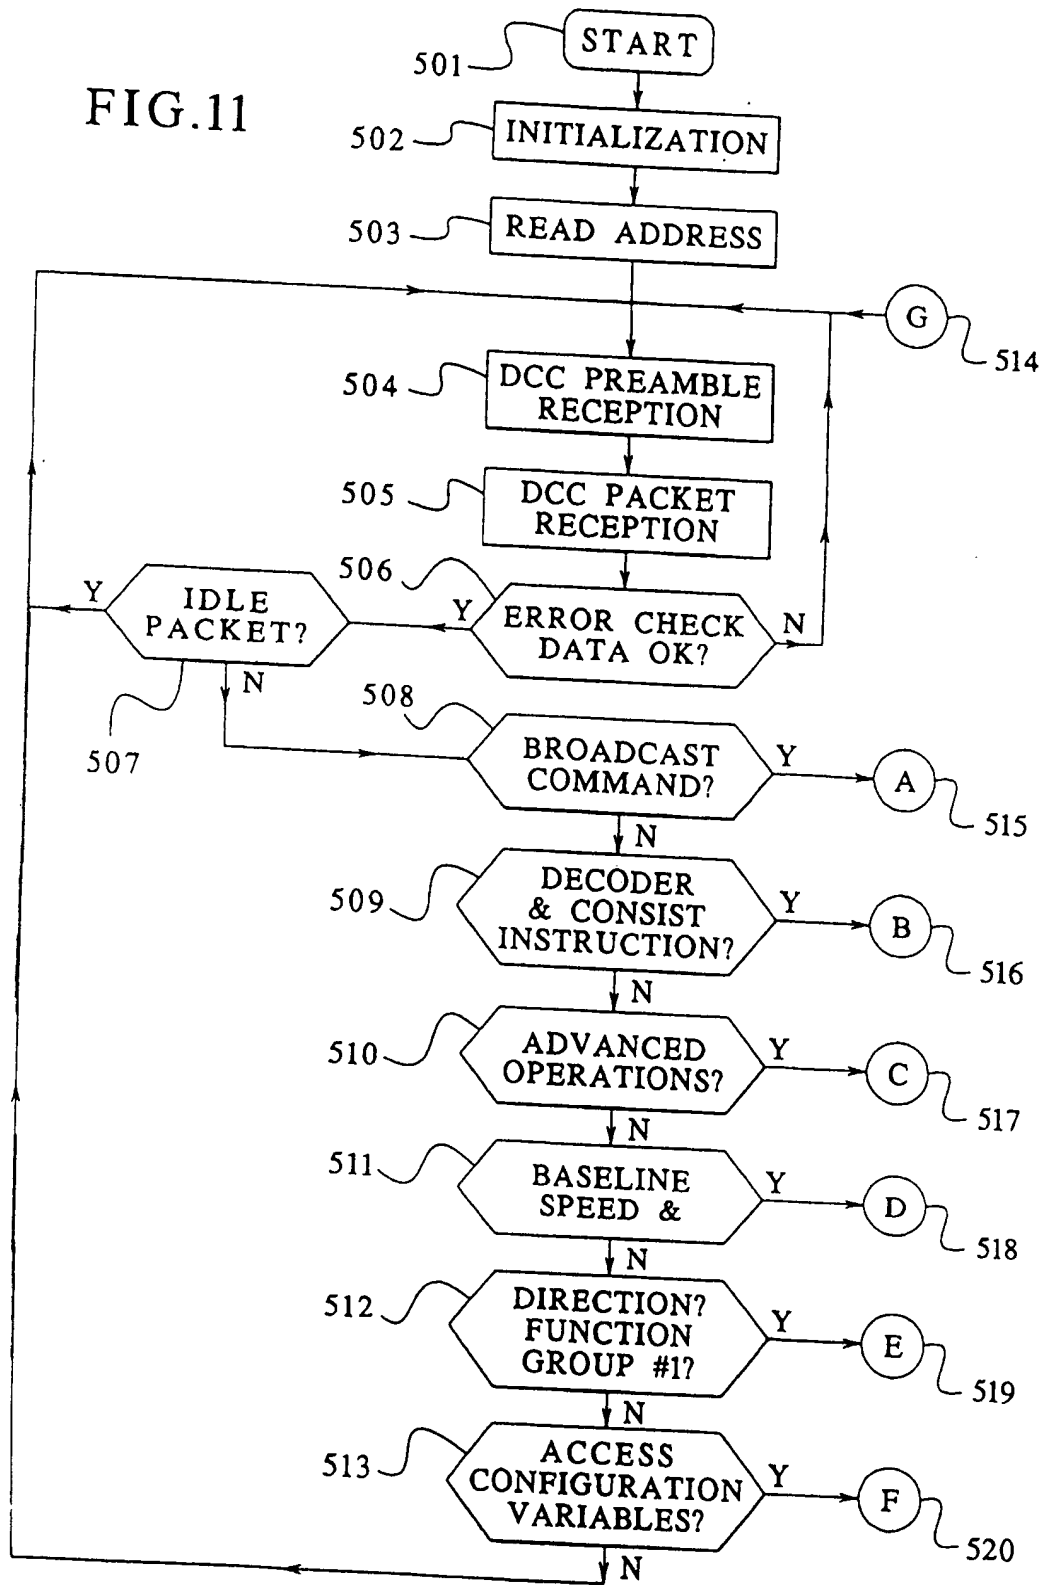 FIG.11
501
START
502
INITIALIZATION
503
READ ADDRESS
G
514
504
DCC PREAMBLE
RECEPTION
505
DCC PACKET
RECEPTION
506
Y
IDLE
PACKET?
Y
ERROR CHECK
DATA OK?
N
N
507
508
BROADCAST
COMMAND?
Y
A
515
N
509
DECODER
& CONSIST
INSTRUCTION?
Y
B
516
N
510
ADVANCED
OPERATIONS?
Y
C
517
N
511
BASELINE
SPEED &
Y
D
518
N
512
DIRECTION?
FUNCTION
GROUP #1?
Y
E
519
N
513
ACCESS
CONFIGURATION
VARIABLES?
Y
F
520
N